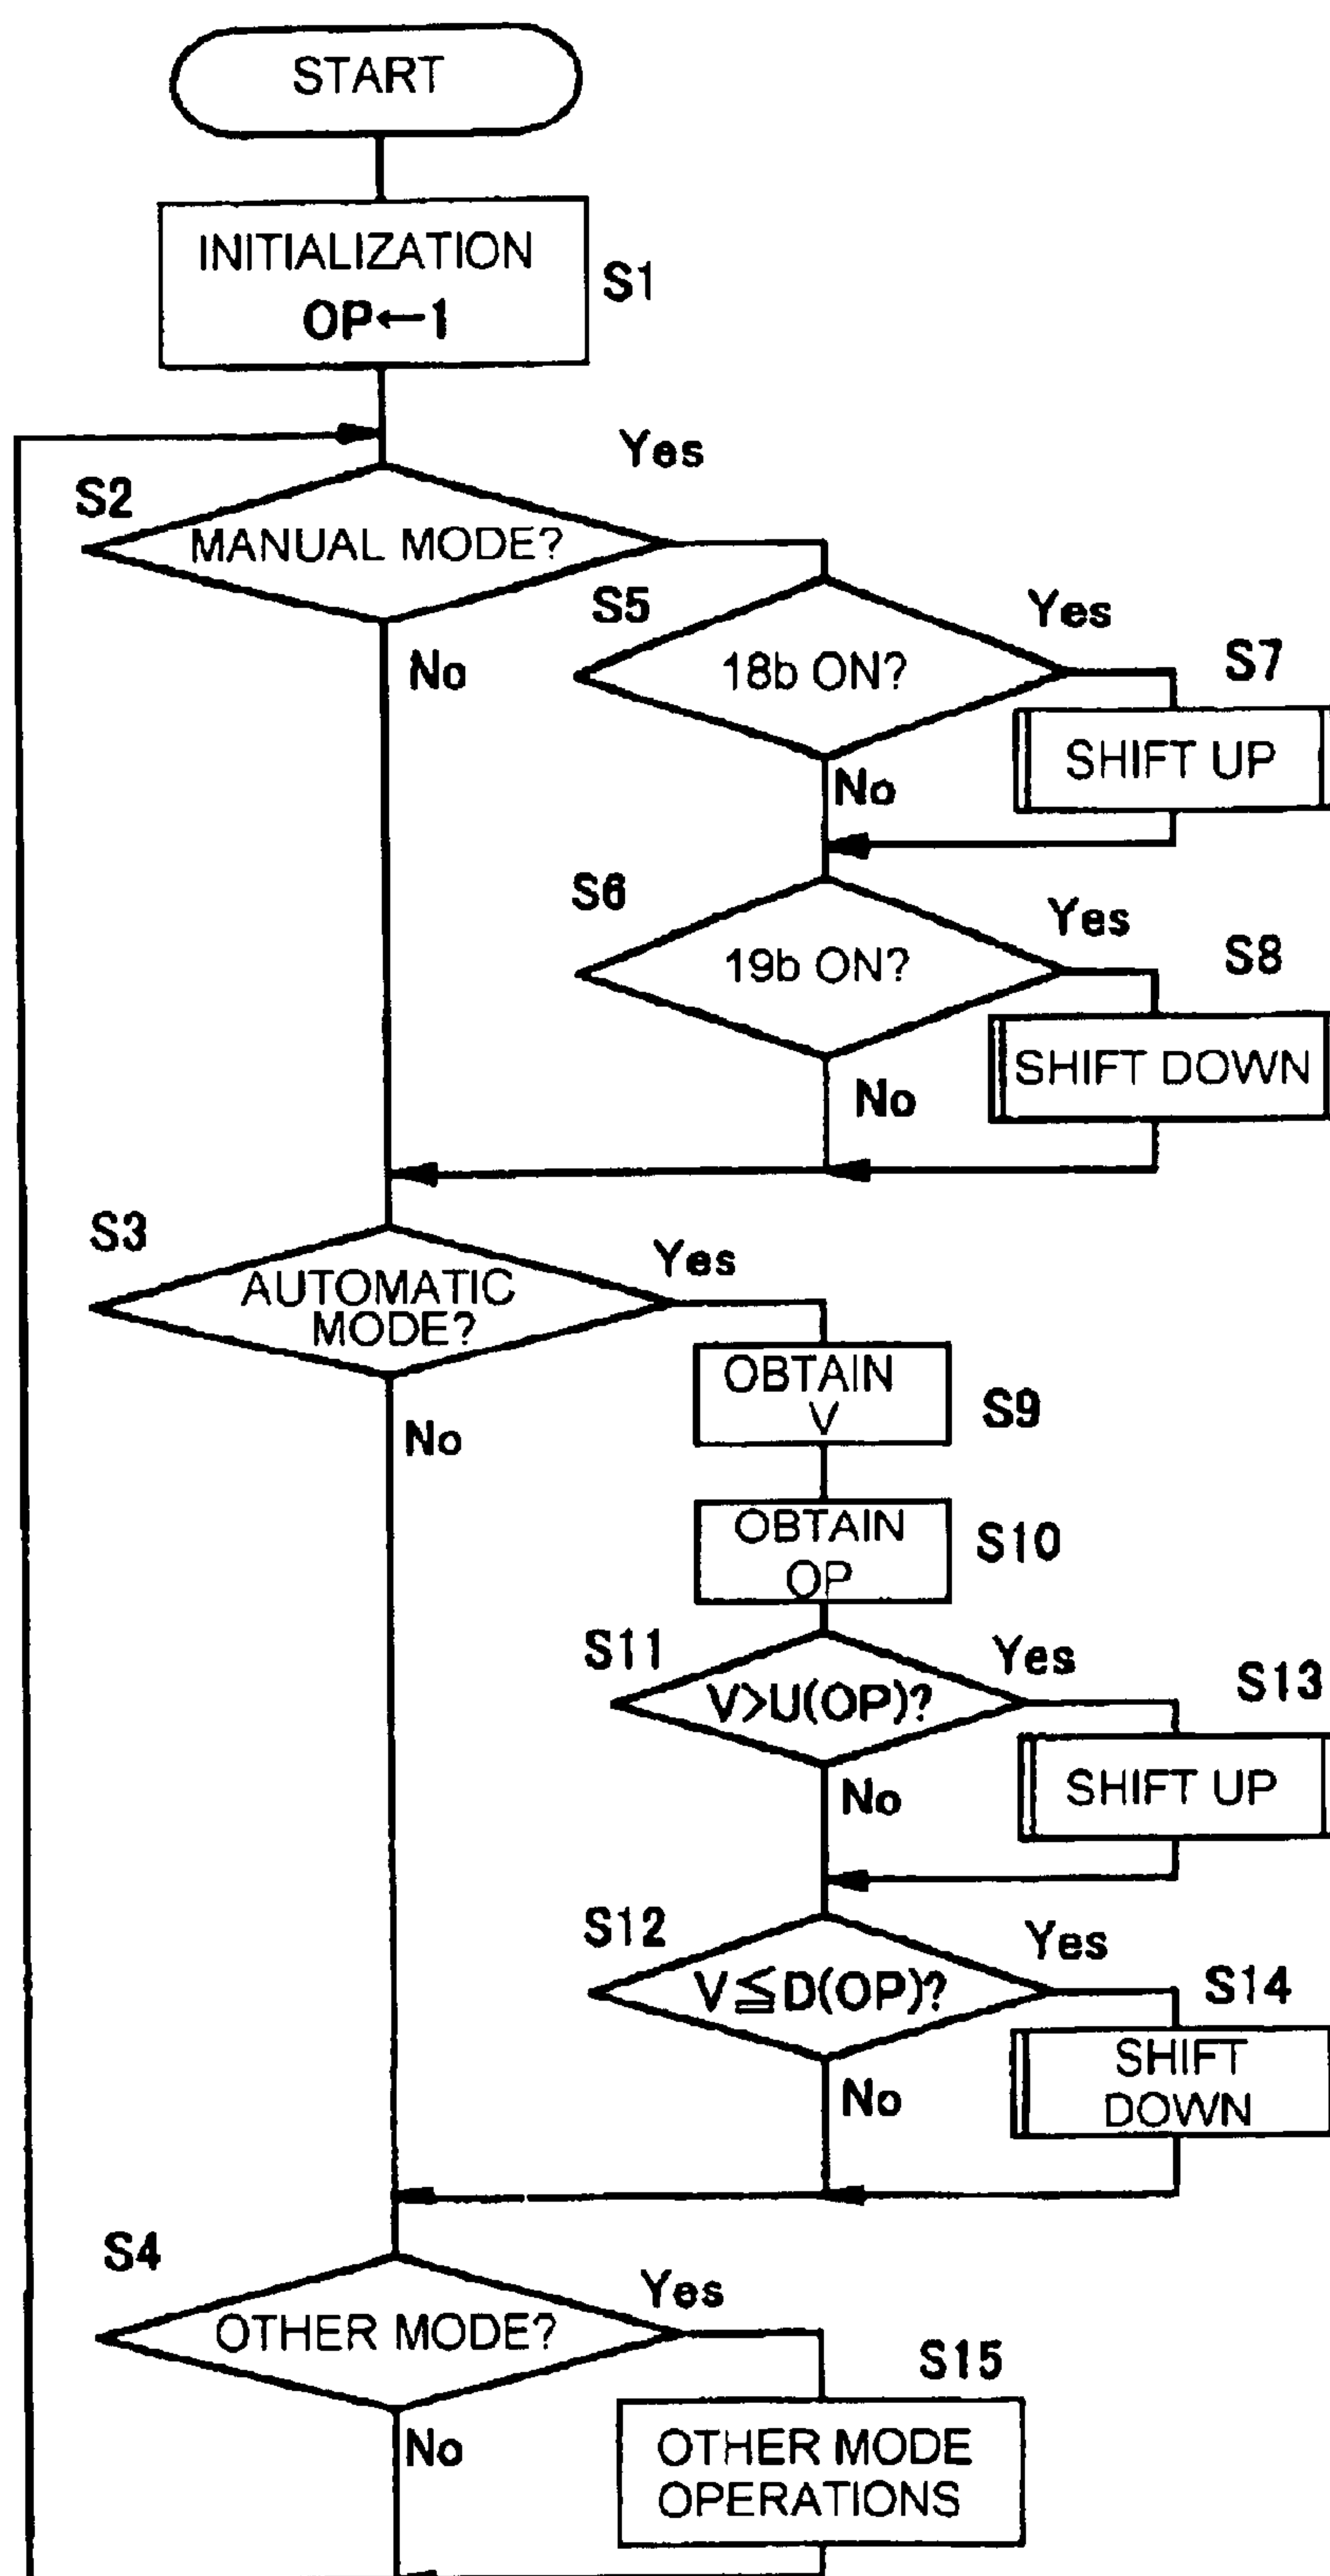 START
INITIALIZATION
OP←1
S1
Yes
S2
MANUAL MODE?
No
S5
Yes
18b ON?
S7
SHIFT UP
No
S6
Yes
19b ON?
S8
SHIFT DOWN
No
S3
Yes
AUTOMATIC
MODE?
No
OBTAIN
V
S9
OBTAIN
OP
S10
S11
Yes
V>U(OP)?
S13
SHIFT UP
No
S12
Yes
V≦D(OP)?
S14
SHIFT
DOWN
No
S4
Yes
OTHER MODE?
No
S15
OTHER MODE
OPERATIONS